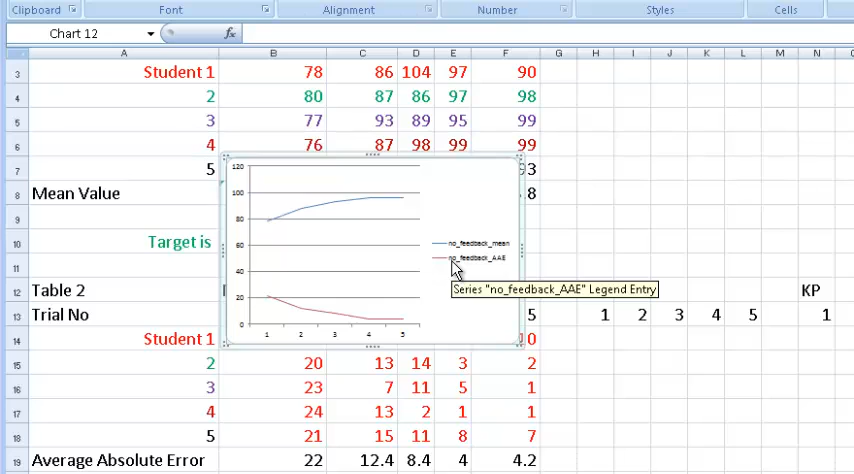 Clipboard Font Alignment Number Styles Cells
Chart 12 fx
A B C D E F G H I J K L M N
3 Student 1 78 86 104 97 90
4 2 80 87 86 97 98
5 3 77 93 89 95 99
6 4 76 87 98 99 99
7 5 93
8 Mean Value .8
9
10 Target is
11
12 Table 2 KP
13 Trial No 5 1 2 3 4 5 1
14 Student 1 10
15 2 20 13 14 3 2
16 3 23 7 11 5 1
17 4 24 13 2 1 1
18 5 21 15 11 8 7
19 Average Absolute Error 22 12.4 8.4 4 4.2
120
100
80
60
40
20
0
1 2 3 4 5
no_feedback_mean
no_feedback_AAE
Series "no_feedback_AAE" Legend Entry